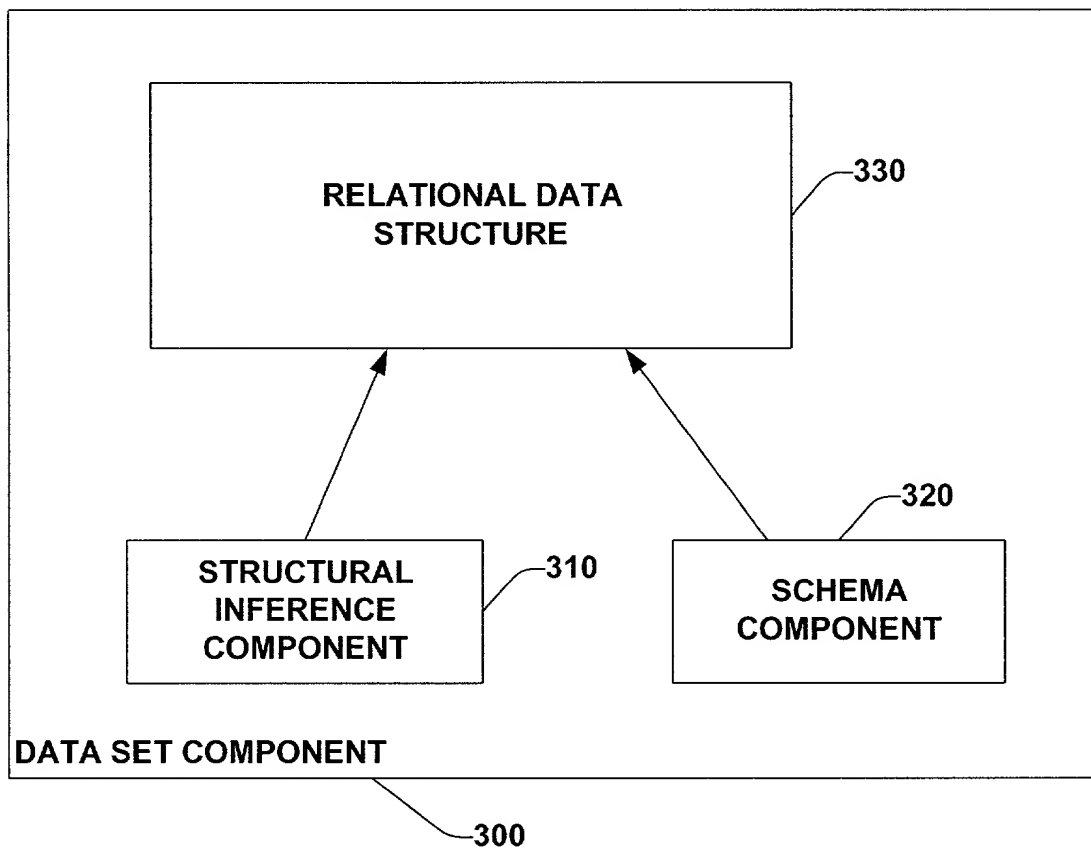 RELATIONAL DATA
STRUCTURE
330
320
STRUCTURAL
INFERENCE
COMPONENT
310
SCHEMA
COMPONENT
DATA SET COMPONENT
300